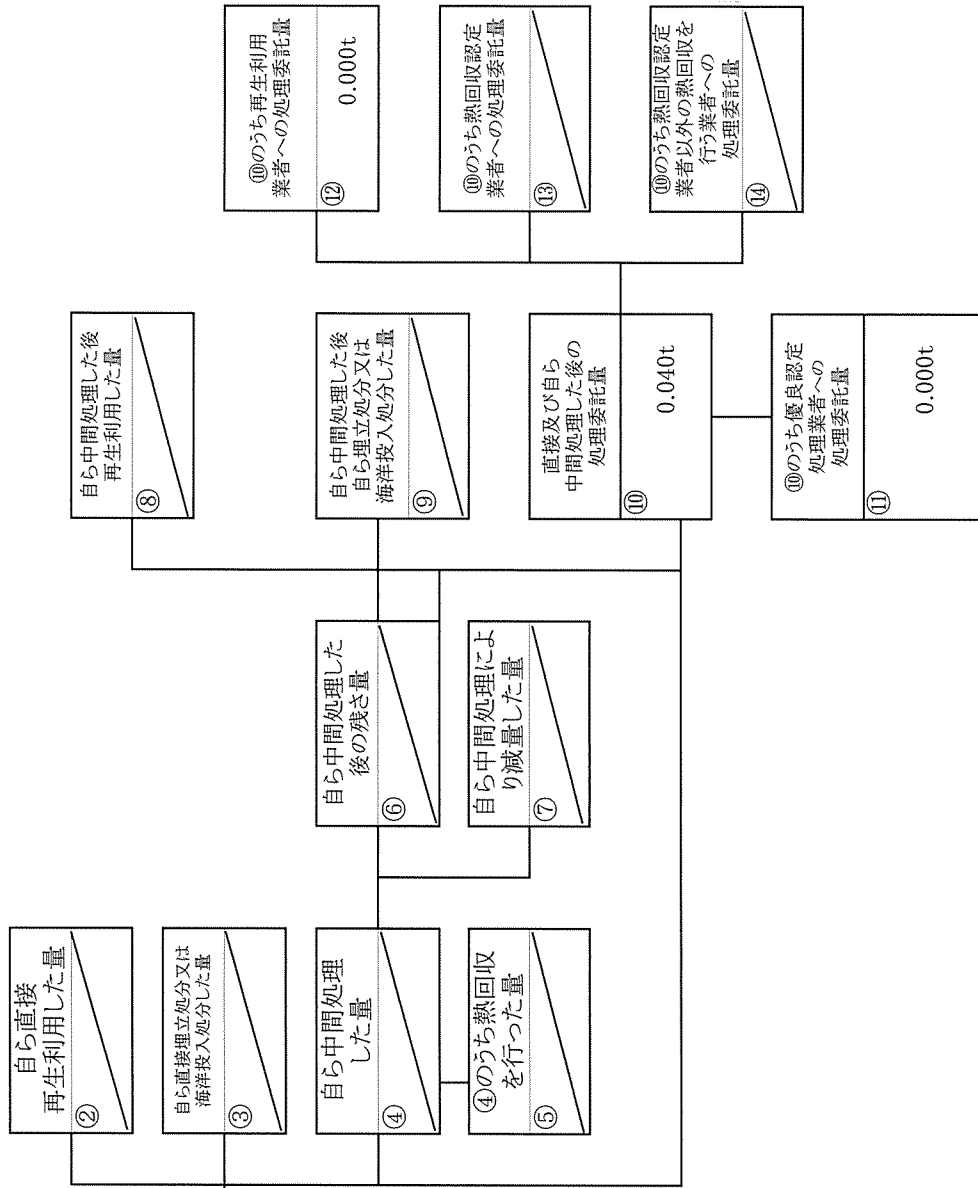 自ら直接
再生利用した量
②
自ら直接埋立処分又は
海洋投入処分した量
③
自ら中間処理
した量
④
④のうち熱回収
を行った量
⑤
自ら中間処理した
後の残さ量
⑥
自ら中間処理によ
り減量した量
⑦
自ら中間処理した後
再生利用した量
⑧
自ら中間処理した後
自ら埋立処分又は
海洋投入処分した量
⑨
直接及び自ら
中間処理した後の
処理委託量
⑩
0.040t
⑩のうち優良認定
処理業者への
処理委託量
⑪
0.000t
⑩のうち再生利用
業者への処理委託量
⑫
0.000t
⑩のうち熱回収認定
業者への処理委託量
⑬
⑩のうち熱回収認定
業者以外の熱回収を
行う業者への
処理委託量
⑭